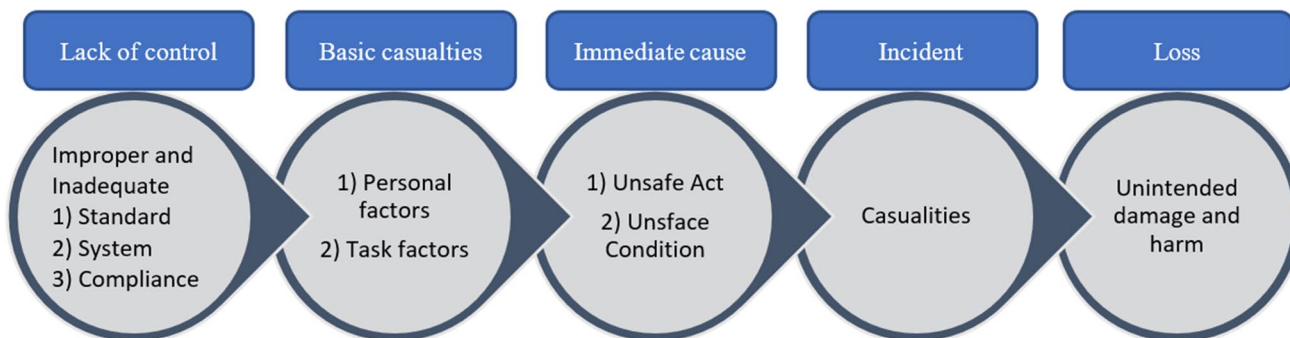 Lack of control
Basic casualties
Immediate cause
Incident
Loss
Improper and
Inadequate
1) Standard
2) System
3) Compliance
1) Personal
factors
2) Task factors
1) Unsafe Act
2) Unsface
Condition
Casualities
Unintended
damage and
harm